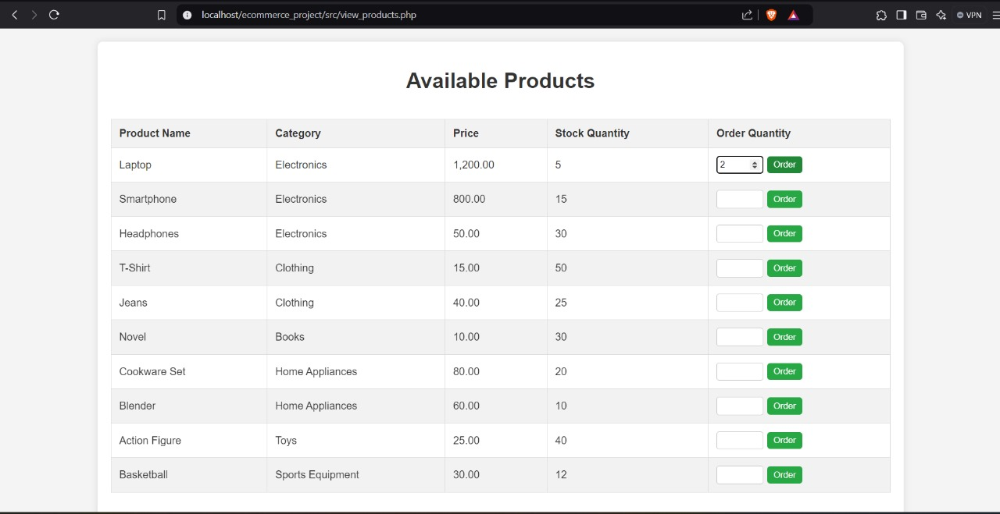 localhost/ecommerce_project/src/view_products.php
VPN
Available Products
Product Name Category Price Stock Quantity Order Quantity
Laptop Electronics 1,200.00 5 2 Order
Smartphone Electronics 800.00 15 Order
Headphones Electronics 50.00 30 Order
T-Shirt Clothing 15.00 50 Order
Jeans Clothing 40.00 25 Order
Novel Books 10.00 30 Order
Cookware Set Home Appliances 80.00 20 Order
Blender Home Appliances 60.00 10 Order
Action Figure Toys 25.00 40 Order
Basketball Sports Equipment 30.00 12 Order